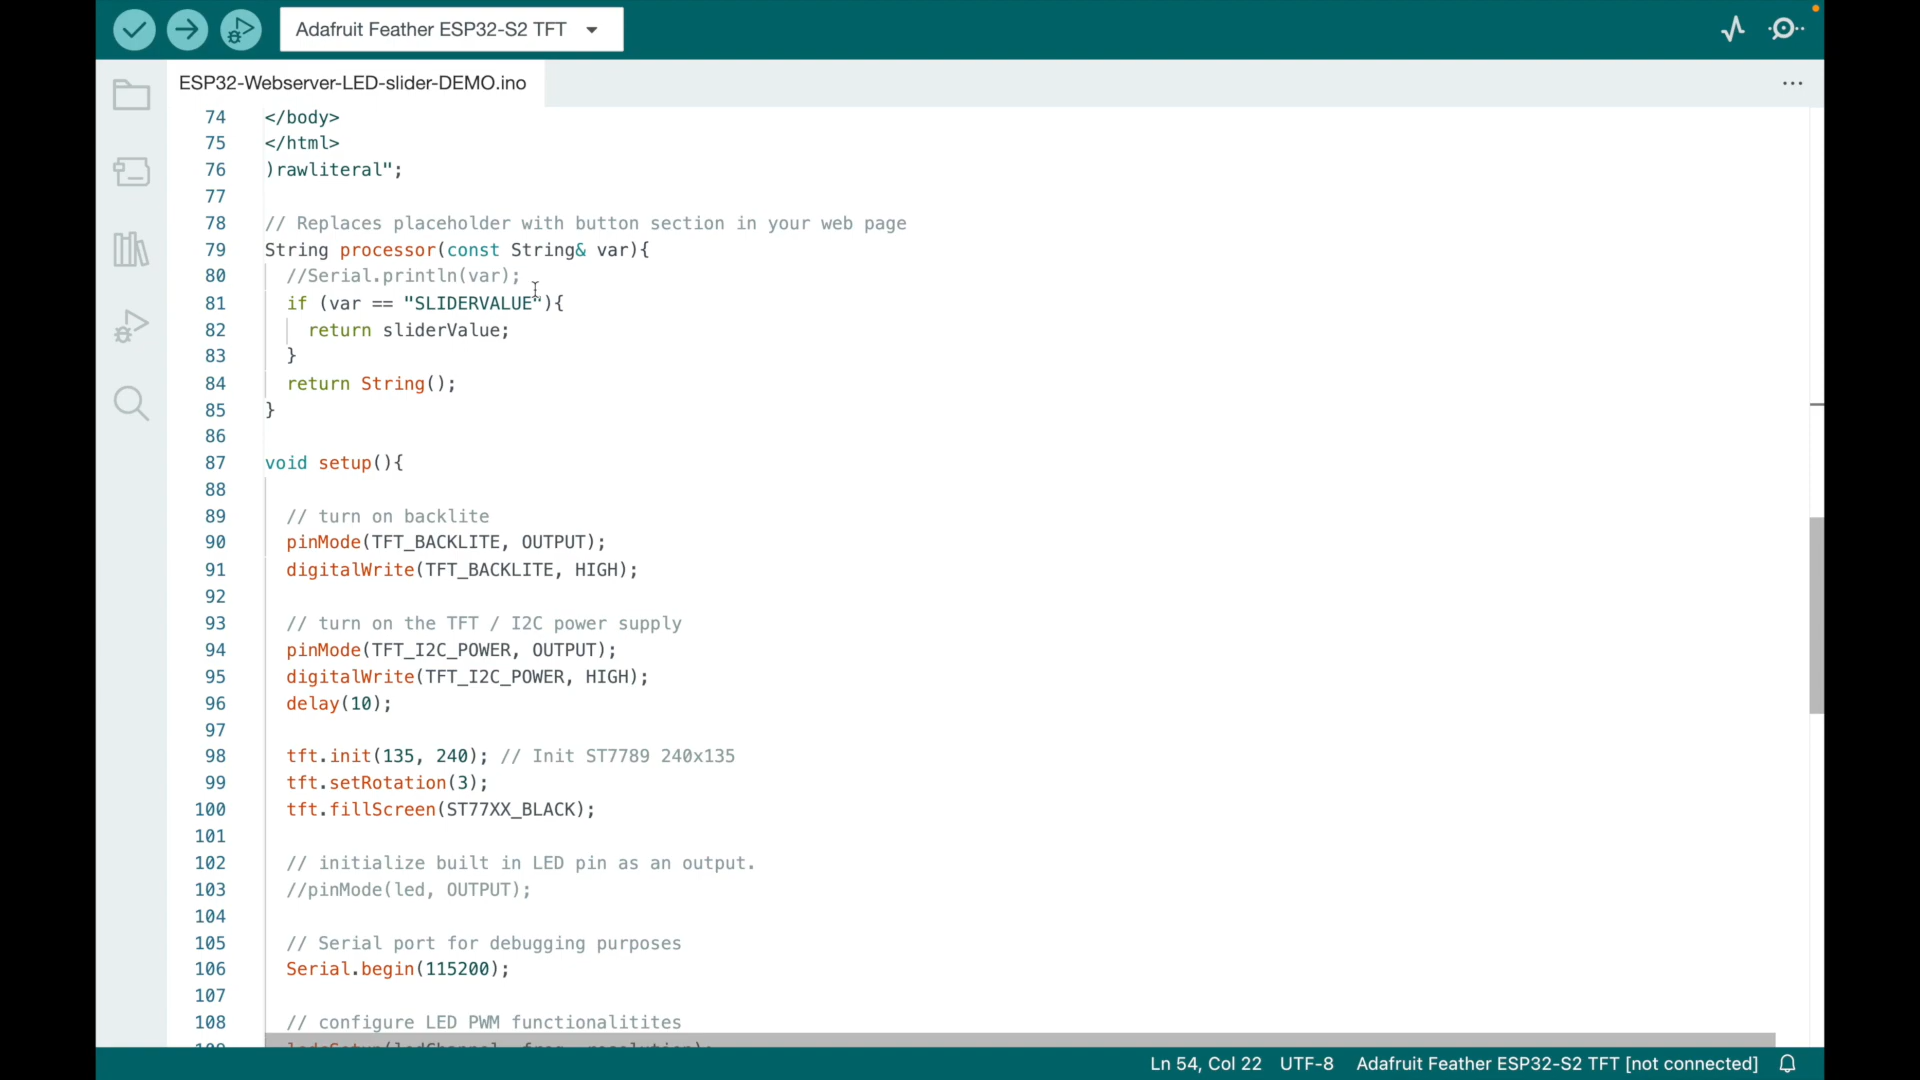 Adafruit Feather ESP32-S2 TFT
ESP32-Webserver-LED-slider-DEMO.ino
74 </body>
75 </html>
76 )rawliteral";
77
78 // Replaces placeholder with button section in your web page
79 String processor(const String& var){
80 //Serial.println(var);
81 if (var == "SLIDERVALUE"){
82 return sliderValue;
83 }
84 return String();
85 }
86
87 void setup(){
88
89 // turn on backlite
90 pinMode(TFT_BACKLITE, OUTPUT);
91 digitalWrite(TFT_BACKLITE, HIGH);
92
93 // turn on the TFT / I2C power supply
94 pinMode(TFT_I2C_POWER, OUTPUT);
95 digitalWrite(TFT_I2C_POWER, HIGH);
96 delay(10);
97
98 tft.init(135, 240); // Init ST7789 240x135
99 tft.setRotation(3);
100 tft.fillScreen(ST77XX_BLACK);
101
102 // initialize built in LED pin as an output.
103 //pinMode(led, OUTPUT);
104
105 // Serial port for debugging purposes
106 Serial.begin(115200);
107
108 // configure LED PWM functionalitites
Ln 54, Col 22 UTF-8 Adafruit Feather ESP32-S2 TFT [not connected]